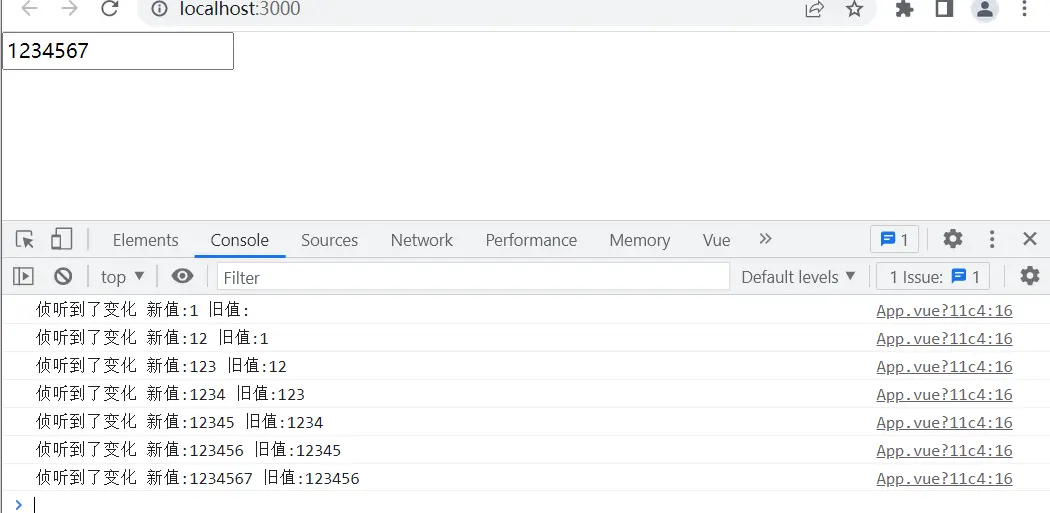 localhost:3000
1234567
Elements Console Sources Network Performance Memory Vue 1
top Filter Default levels 1 Issue: 1
侦听到了变化 新值:1 旧值: App.vue?11c4:16
侦听到了变化 新值:12 旧值:1 App.vue?11c4:16
侦听到了变化 新值:123 旧值:12 App.vue?11c4:16
侦听到了变化 新值:1234 旧值:123 App.vue?11c4:16
侦听到了变化 新值:12345 旧值:1234 App.vue?11c4:16
侦听到了变化 新值:123456 旧值:12345 App.vue?11c4:16
侦听到了变化 新值:1234567 旧值:123456 App.vue?11c4:16